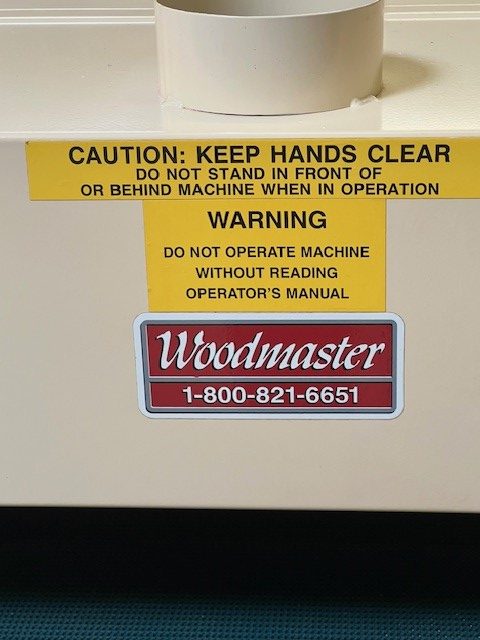 CAUTION: KEEP HANDS CLEAR
DO NOT STAND IN FRONT OF
OR BEHIND MACHINE WHEN IN OPERATION
WARNING
DO NOT OPERATE MACHINE
WITHOUT READING
OPERATOR'S MANUAL
Woodmaster
1-800-821-6651